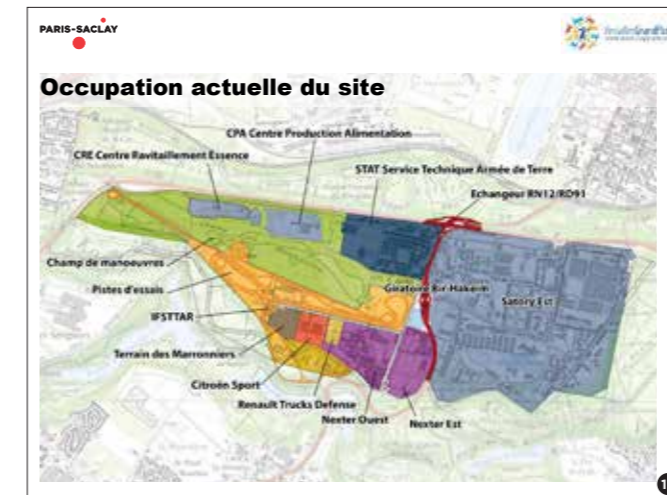 PARIS-SACLAY
Occupation actuelle du site
CPA Centre Production Alimentation
CRE Centre Ravitaillement Essence
STAT Service Technique Armée de Terre
Echangeur RN12/RD91
Champ de manoeuvres
Giratoire Bir-Hakeim
Satory Est
Pistes d'essais
IFSTTAR
Terrain des Marronniers
Citroën Sport
Renault Trucks Defense
Nexter Ouest
Nexter Est